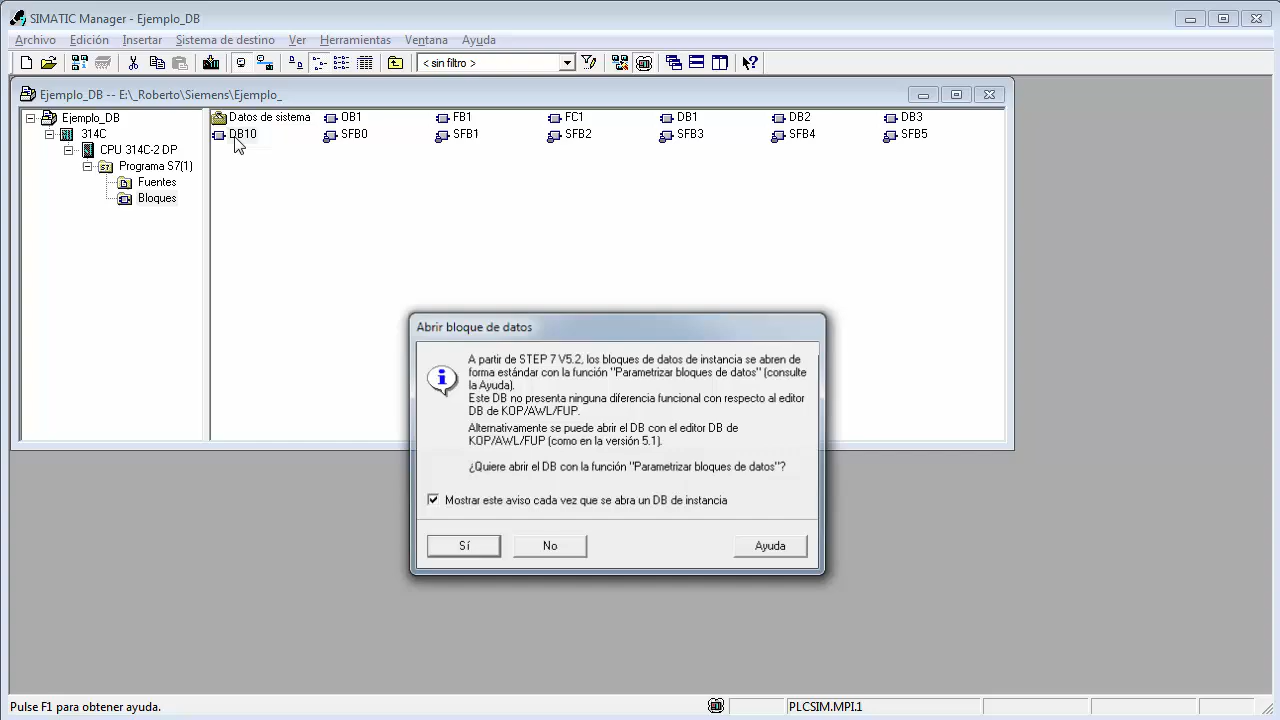 SIMATIC Manager - Ejemplo_DB
Archivo Edición Insertar Sistema de destino Ver Herramientas Ventana Ayuda
< sin filtro >
Ejemplo_DB -- E:\_Roberto\Siemens\Ejemplo_
Ejemplo_DB
314C
CPU 314C-2 DP
Programa S7(1)
Fuentes
Bloques
Datos de sistema OB1 FB1 FC1 DB1 DB2 DB3
DB10 SFB0 SFB1 SFB2 SFB3 SFB4 SFB5
Abrir bloque de datos
A partir de STEP 7 V5.2, los bloques de datos de instancia se abren de
forma estándar con la función "Parametrizar bloques de datos" (consulte
la Ayuda).
Este DB no presenta ninguna diferencia funcional con respecto al editor
DB de KOP/AWL/FUP.
Alternativamente se puede abrir el DB con el editor DB de
KOP/AWL/FUP (como en la versión 5.1).
¿Quiere abrir el DB con la función "Parametrizar bloques de datos"?
Mostrar este aviso cada vez que se abra un DB de instancia
Sí No Ayuda
Pulse F1 para obtener ayuda. PLCSIM.MPI.1